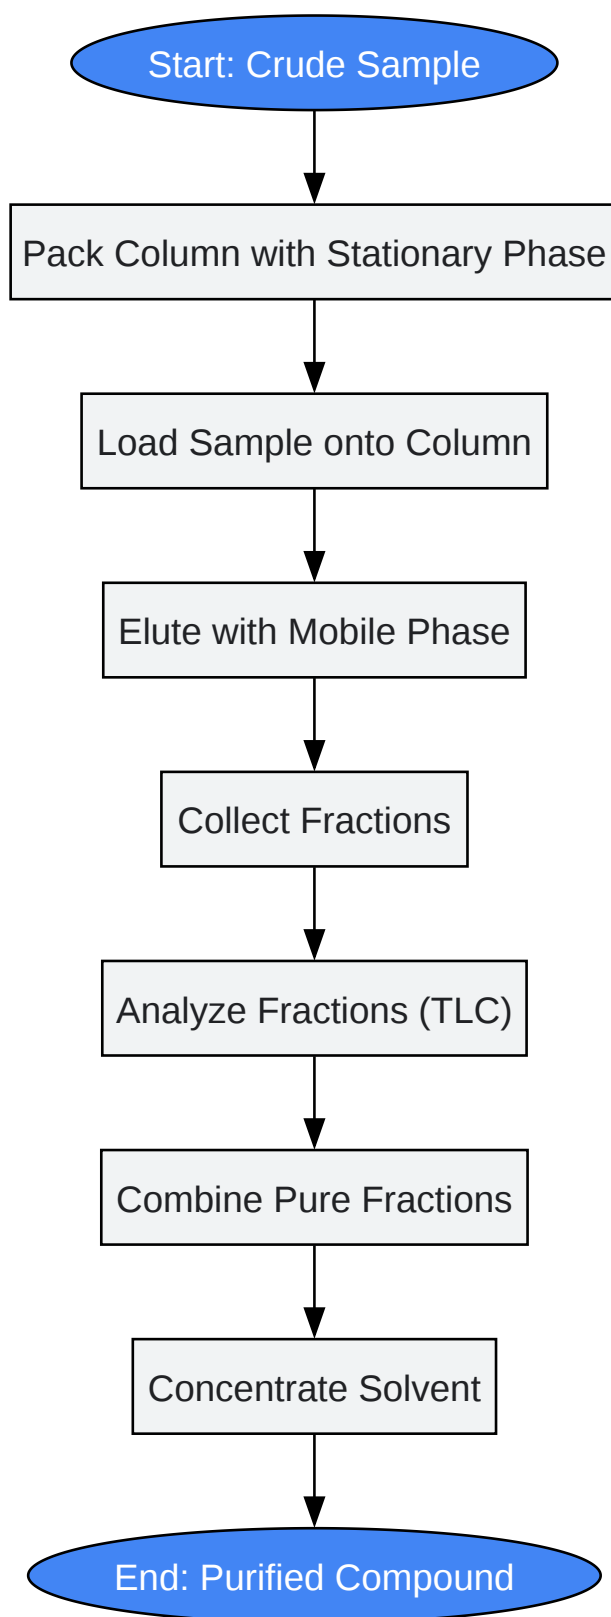 Start: Crude Sample
Pack Column with Stationary Phase
Load Sample onto Column
Elute with Mobile Phase
Collect Fractions
Analyze Fractions (TLC)
Combine Pure Fractions
Concentrate Solvent
End: Purified Compound